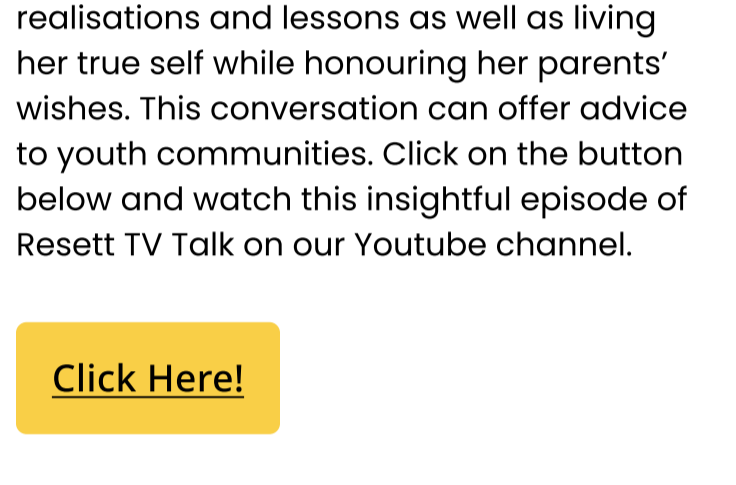 realisations and lessons as well as living
her true self while honouring her parents’
wishes. This conversation can offer advice
to youth communities. Click on the button
below and watch this insightful episode of
Resett TV Talk on our Youtube channel.
Click Here!